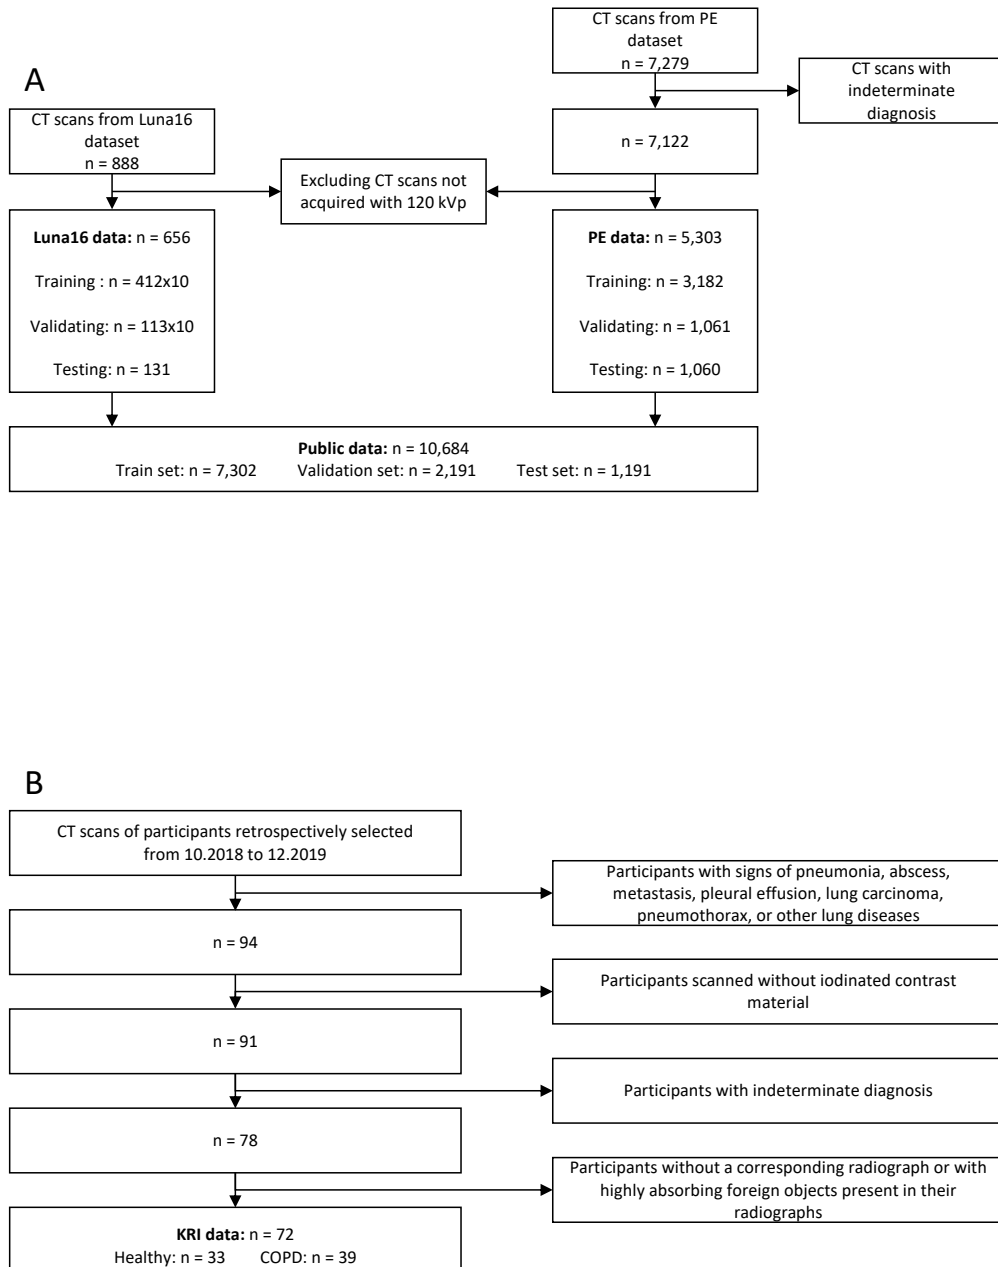 A
CT scans from PE
dataset
n = 7,279
CT scans with
indeterminate
diagnosis
CT scans from Luna16
dataset
n = 888
n = 7,122
Excluding CT scans not
acquired with 120 kVp
Luna16 data: n = 656
Training : n = 412x10
Validating: n = 113x10
Testing: n = 131
PE data: n = 5,303
Training: n = 3,182
Validating: n = 1,061
Testing: n = 1,060
Public data: n = 10,684
Train set: n = 7,302 Validation set: n = 2,191 Test set: n = 1,191
B
CT scans of participants retrospectively selected
from 10.2018 to 12.2019
Participants with signs of pneumonia, abscess,
metastasis, pleural effusion, lung carcinoma,
pneumothorax, or other lung diseases
n = 94
Participants scanned without iodinated contrast
material
n = 91
Participants with indeterminate diagnosis
n = 78
Participants without a corresponding radiograph or with
highly absorbing foreign objects present in their
radiographs
KRI data: n = 72
Healthy: n = 33 COPD: n = 39